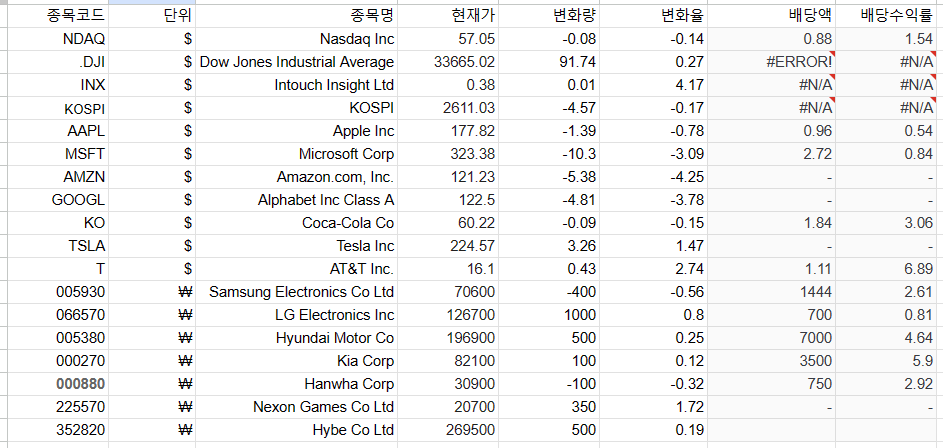 종목코드 단위 종목명 현재가 변화량 변화율 배당액 배당수익률
NDAQ $ Nasdaq Inc 57.05 -0.08 -0.14 0.88 1.54
.DJI $ Dow Jones Industrial Average 33665.02 91.74 0.27 #ERROR! #N/A
INX $ Intouch Insight Ltd 0.38 0.01 4.17 #N/A #N/A
KOSPI $ KOSPI 2611.03 -4.57 -0.17 #N/A #N/A
AAPL $ Apple Inc 177.82 -1.39 -0.78 0.96 0.54
MSFT $ Microsoft Corp 323.38 -10.3 -3.09 2.72 0.84
AMZN $ Amazon.com, Inc. 121.23 -5.38 -4.25 - -
GOOGL $ Alphabet Inc Class A 122.5 -4.81 -3.78 - -
KO $ Coca-Cola Co 60.22 -0.09 -0.15 1.84 3.06
TSLA $ Tesla Inc 224.57 3.26 1.47 - -
T $ AT&T Inc. 16.1 0.43 2.74 1.11 6.89
005930 ₩ Samsung Electronics Co Ltd 70600 -400 -0.56 1444 2.61
066570 ₩ LG Electronics Inc 126700 1000 0.8 700 0.81
005380 ₩ Hyundai Motor Co 196900 500 0.25 7000 4.64
000270 ₩ Kia Corp 82100 100 0.12 3500 5.9
000880 ₩ Hanwha Corp 30900 -100 -0.32 750 2.92
225570 ₩ Nexon Games Co Ltd 20700 350 1.72 - -
352820 ₩ Hybe Co Ltd 269500 500 0.19